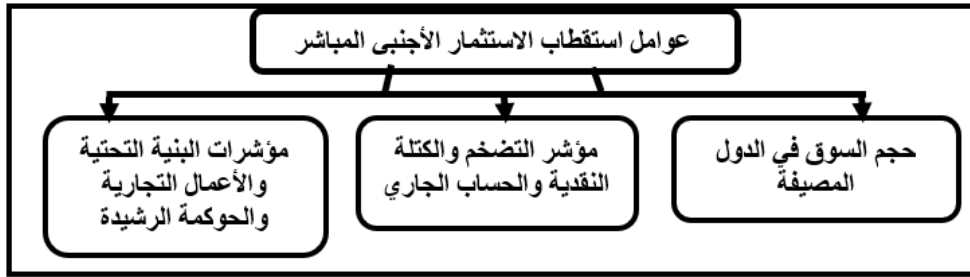 عوامل استقطاب الاستثمار الأجنبى المباشر
حجم السوق في الدول
المصيفة
مؤشر التضخم والكتلة
النقدية والحساب الجاري
مؤشرات البنية التحتية
والأعمال التجارية
والحوكمة الرشيدة